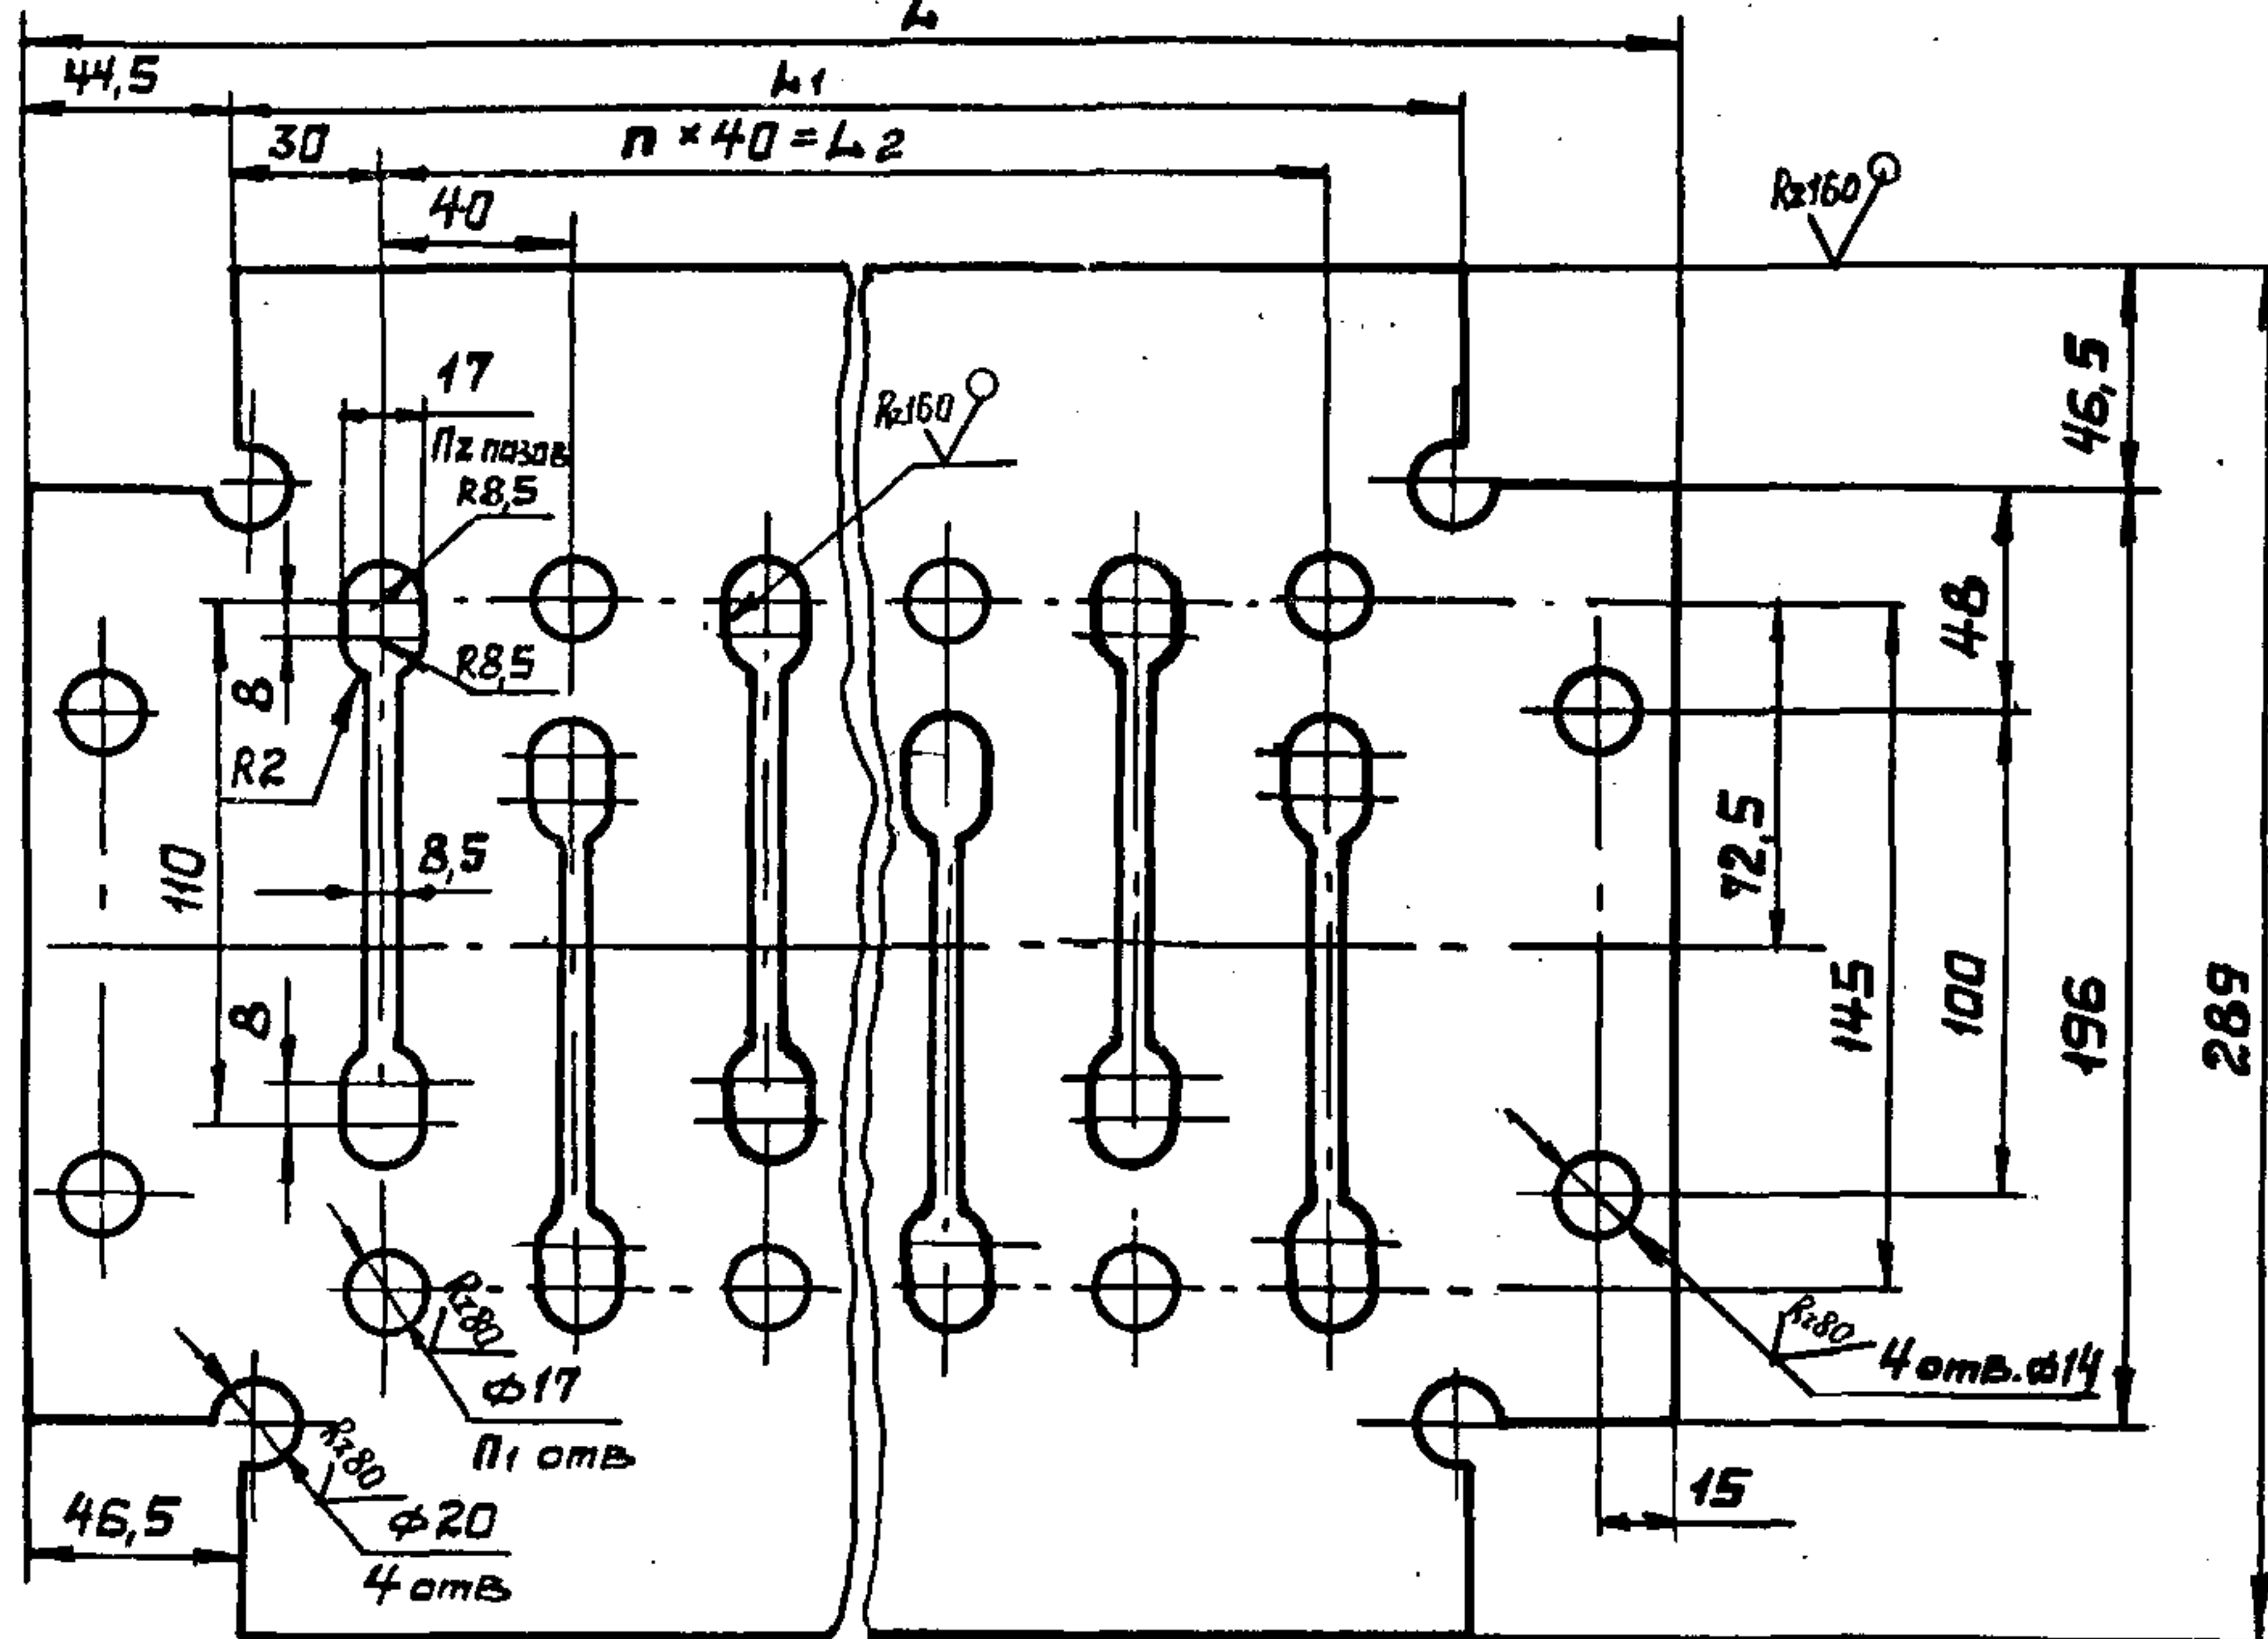 L
44,5
L1
30
n × 40 = L2
40
Rz160
17
n2 пазов
R8,5
Rz160
46,5
48
R8,5
8
R2
72,5
110
8,5
8
145
100
196
289
Rz80
ф17
n1 отв
Rz80
4 отв. ф14
Rz80
ф20
4 отв
46,5
15